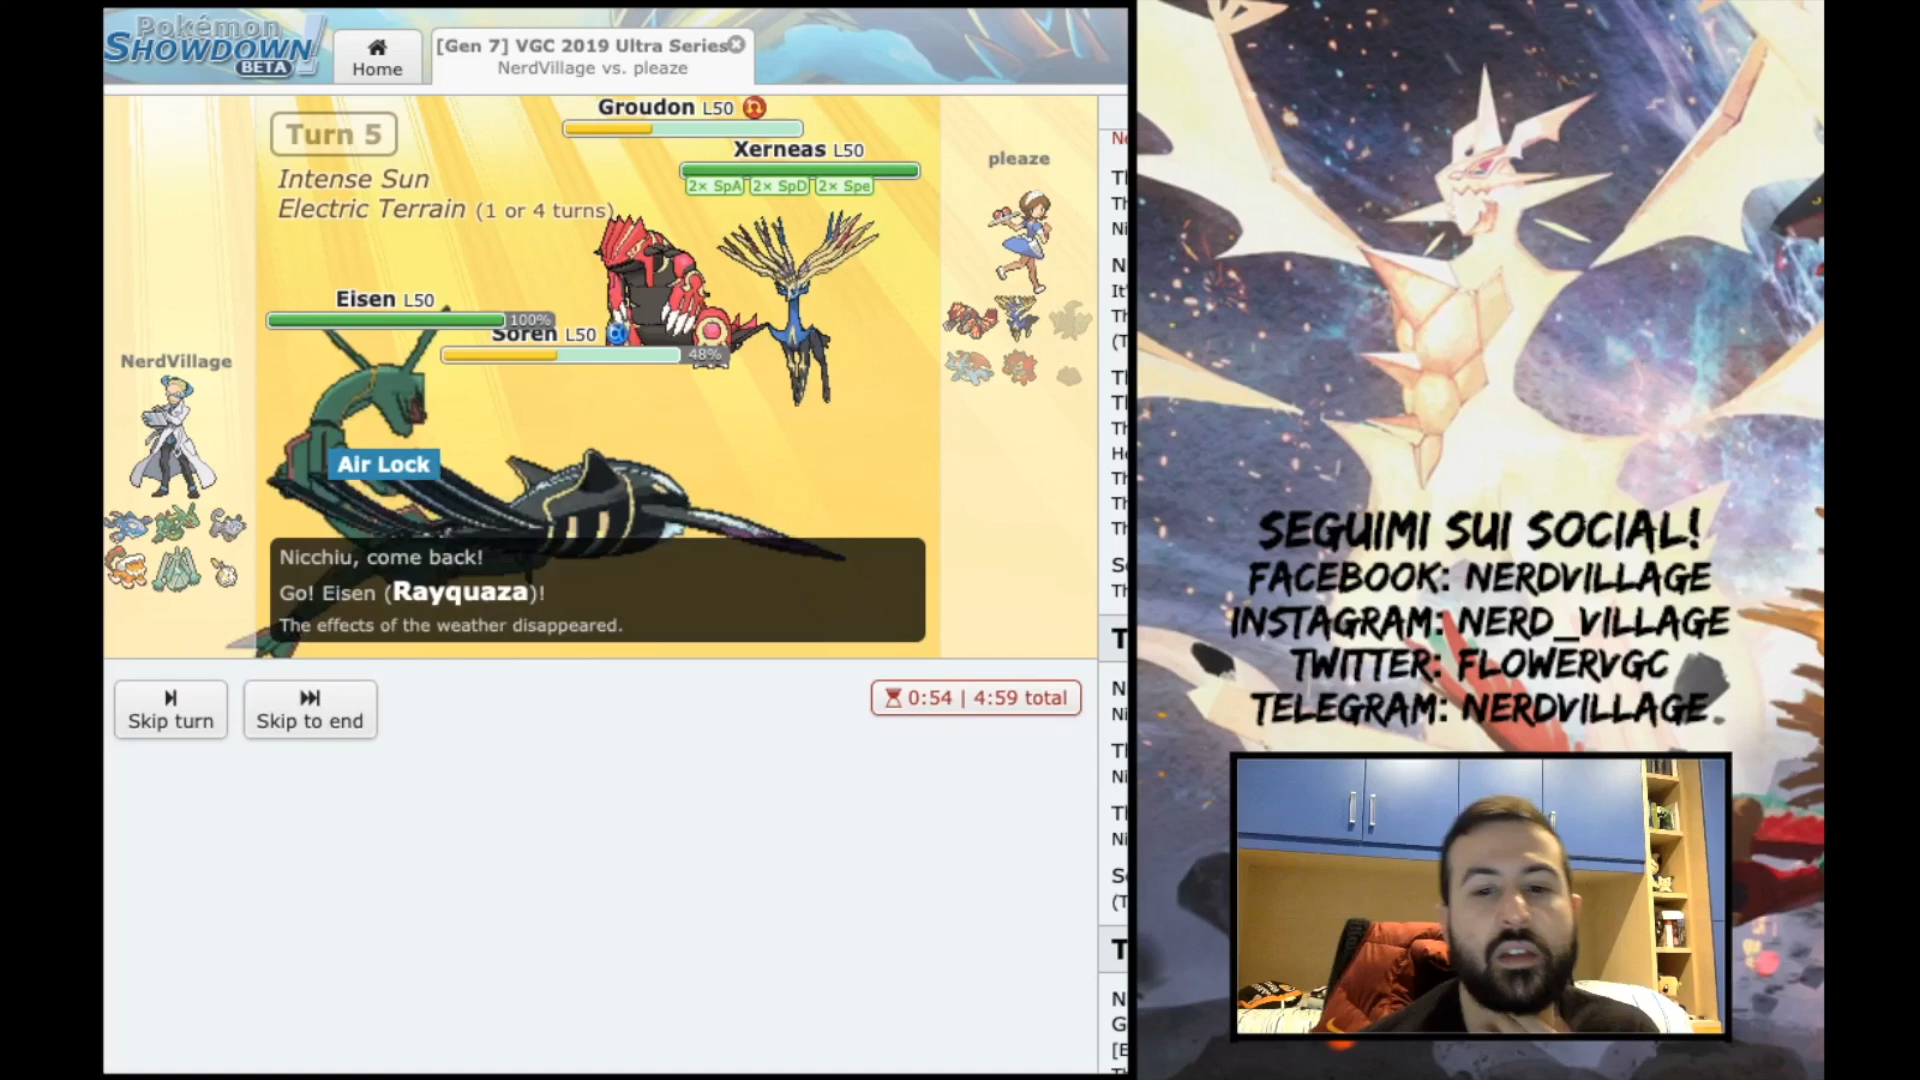 Pokémon
SHOWDOWN
BETA
Home
[Gen 7] VGC 2019 Ultra Series
NerdVillage vs. pleaze
Turn 5
Intense Sun
Electric Terrain (1 or 4 turns)
Groudon L50
Xerneas L50
2× SpA 2× SpD 2× Spe
pleaze
Eisen L50
100%
Soren L50
48%
NerdVillage
Air Lock
Nicchiu, come back!
Go! Eisen (Rayquaza)!
The effects of the weather disappeared.
Skip turn
Skip to end
0:54 | 4:59 total
SEGUIMI SUI SOCIAL!
FACEBOOK: NERDVILLAGE
INSTAGRAM: NERD_VILLAGE
TWITTER: FLOWERVGC
TELEGRAM: NERDVILLAGE